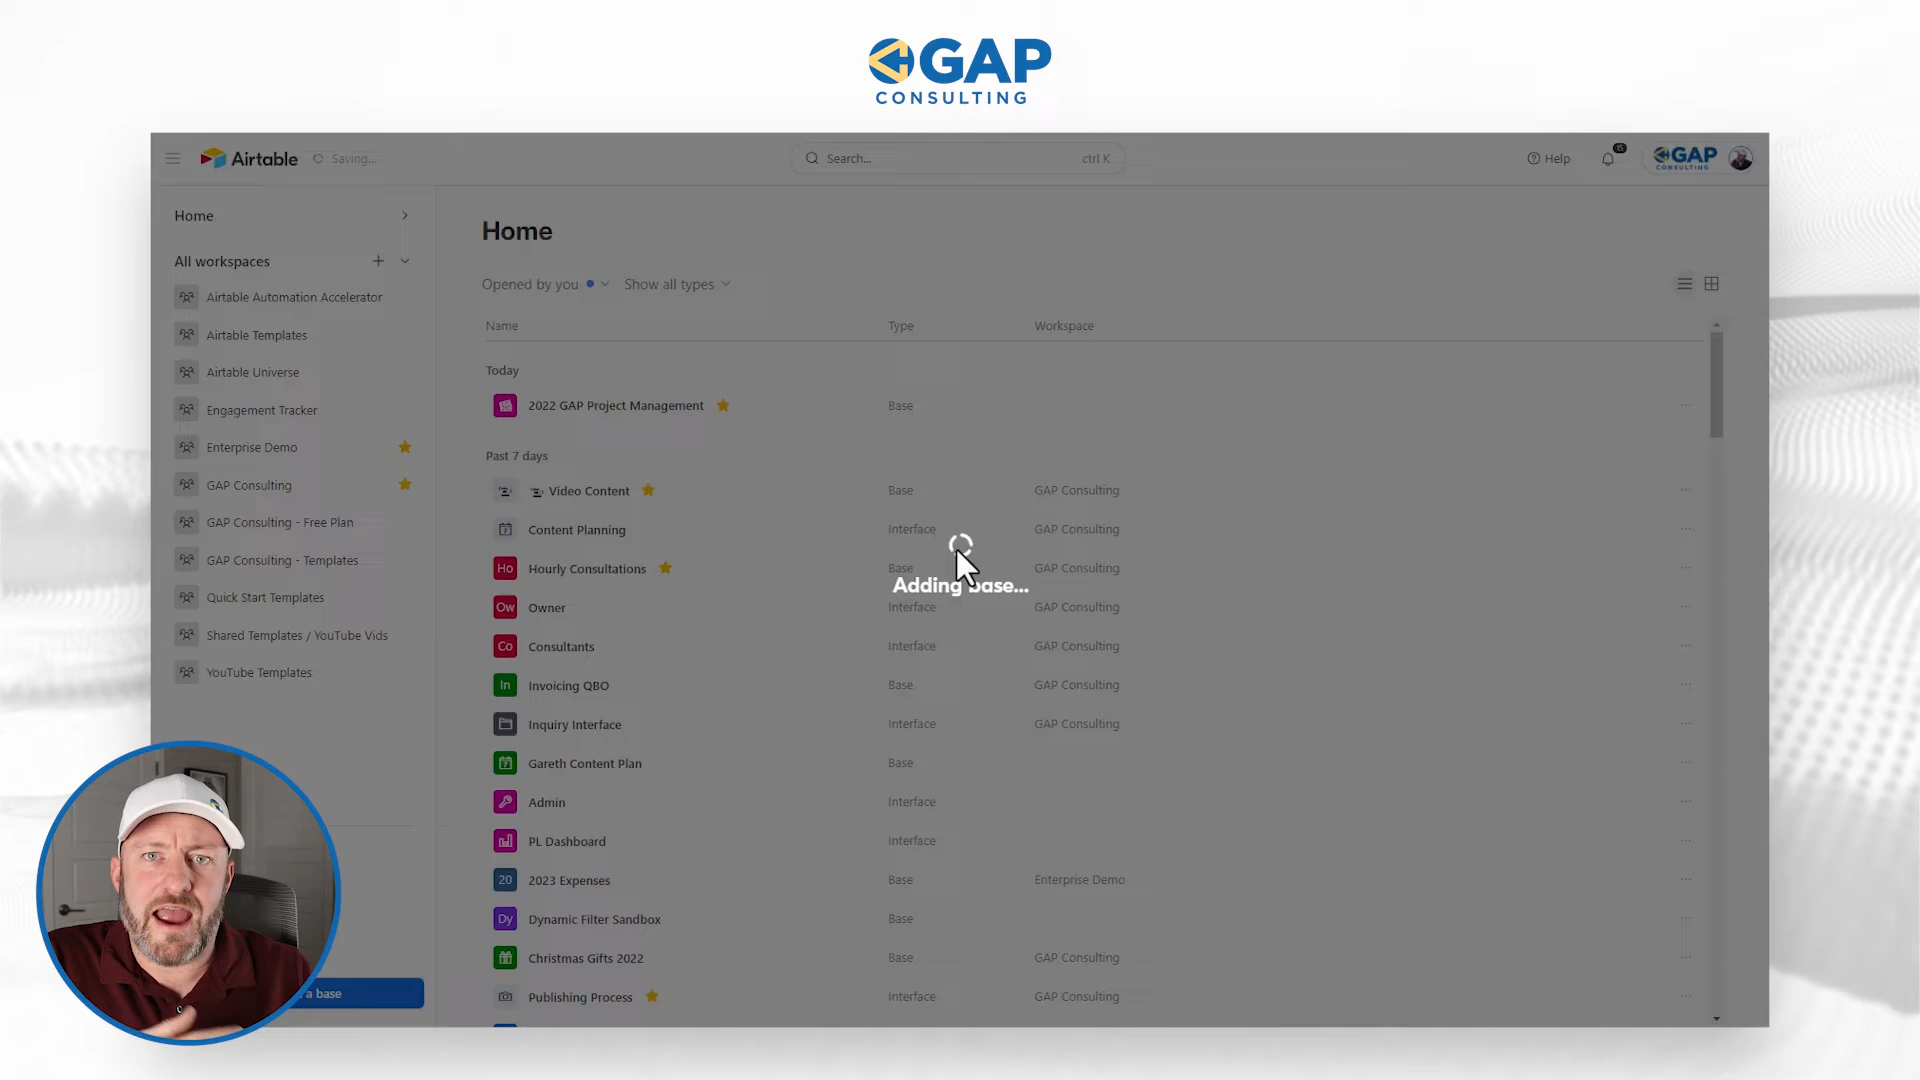 GAP
CONSULTING
Airtable
Saving...
Search...
ctrl K
Help
15
GAP
CONSULTING
Home
All workspaces
Airtable Automation Accelerator
Airtable Templates
Airtable Universe
Engagement Tracker
Enterprise Demo
GAP Consulting
GAP Consulting - Free Plan
GAP Consulting - Templates
Quick Start Templates
Shared Templates / YouTube Vids
YouTube Templates
a base
Home
Opened by you
Show all types
Name Type Workspace
Today
2022 GAP Project Management Base
Past 7 days
Video Content Base GAP Consulting
Content Planning Interface GAP Consulting
Ho Hourly Consultations Base GAP Consulting
Adding base...
Ow Owner Interface GAP Consulting
Co Consultants Interface GAP Consulting
In Invoicing QBO Base GAP Consulting
Inquiry Interface Interface GAP Consulting
Gareth Content Plan Base
Admin Interface
PL Dashboard Interface
20 2023 Expenses Base Enterprise Demo
Dy Dynamic Filter Sandbox Base
Christmas Gifts 2022 Base GAP Consulting
Publishing Process Interface GAP Consulting